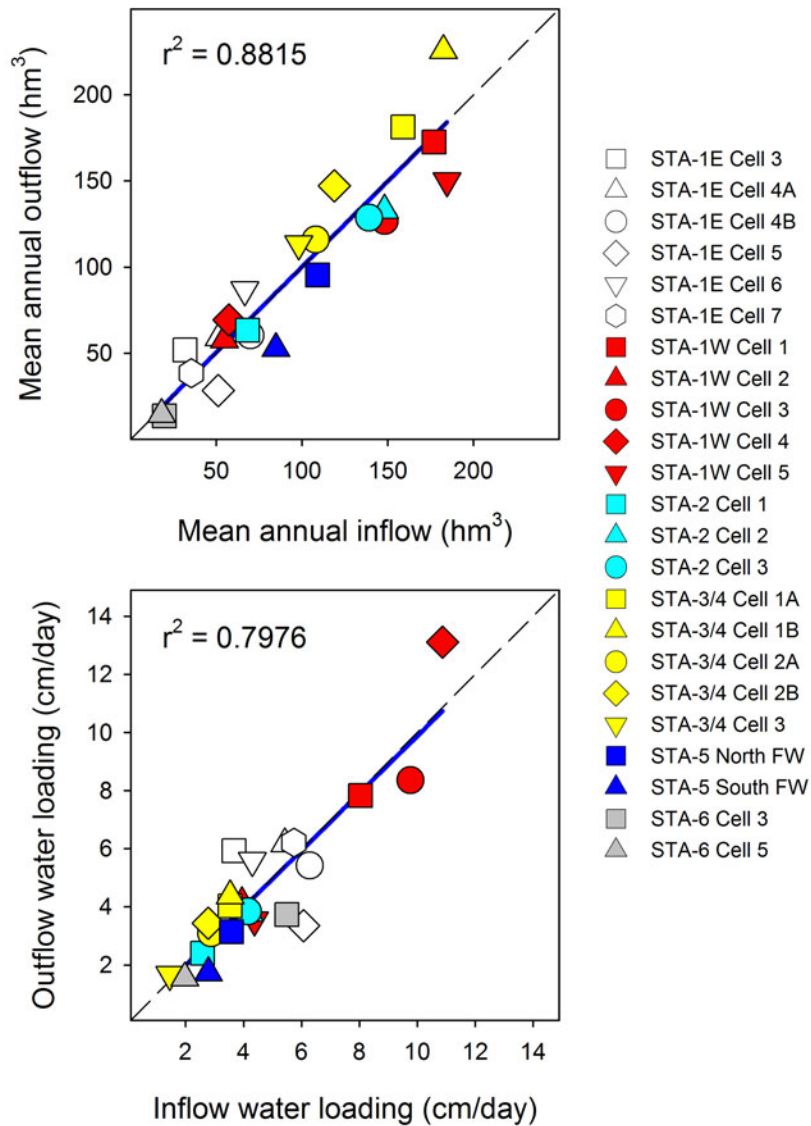 r² = 0.8815
Mean annual outflow (hm³)
200
150
100
50
50 100 150 200
Mean annual inflow (hm³)
r² = 0.7976
Outflow water loading (cm/day)
14
12
10
8
6
4
2
2 4 6 8 10 12 14
Inflow water loading (cm/day)
STA-1E Cell 3
STA-1E Cell 4A
STA-1E Cell 4B
STA-1E Cell 5
STA-1E Cell 6
STA-1E Cell 7
STA-1W Cell 1
STA-1W Cell 2
STA-1W Cell 3
STA-1W Cell 4
STA-1W Cell 5
STA-2 Cell 1
STA-2 Cell 2
STA-2 Cell 3
STA-3/4 Cell 1A
STA-3/4 Cell 1B
STA-3/4 Cell 2A
STA-3/4 Cell 2B
STA-3/4 Cell 3
STA-5 North FW
STA-5 South FW
STA-6 Cell 3
STA-6 Cell 5